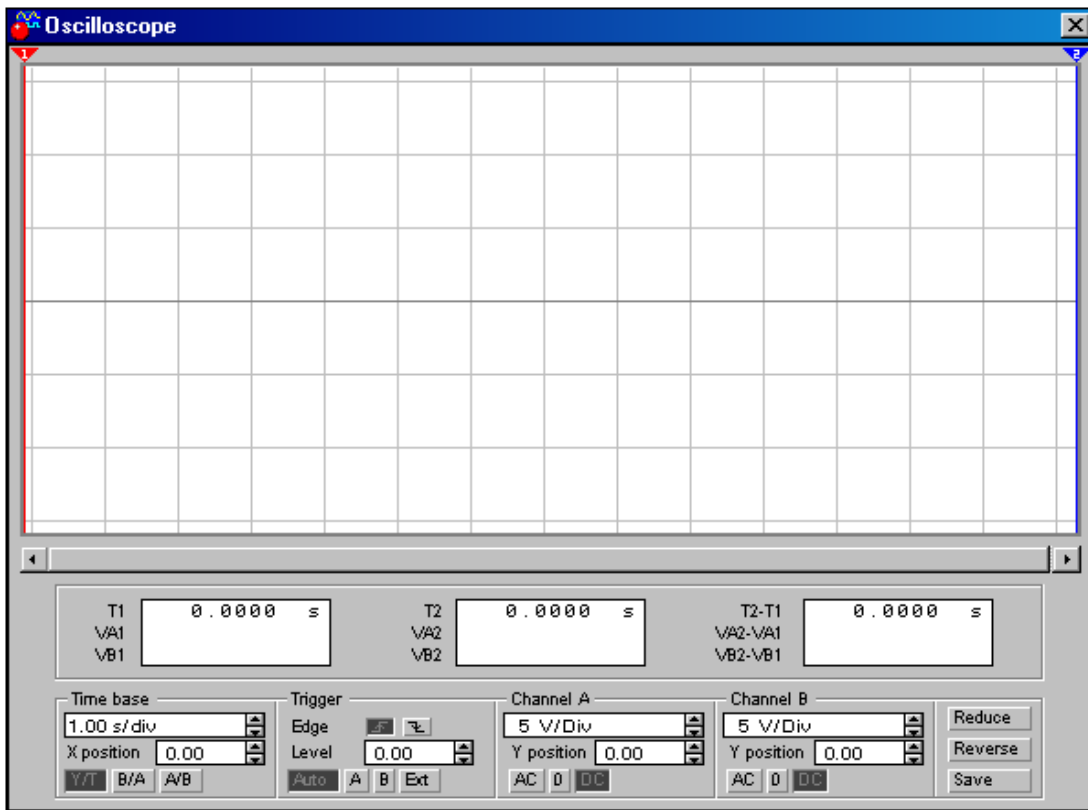 Oscilloscope
1 2
T1 0.0000 s T2 0.0000 s T2-T1 0.0000 s
VA1 VA2 VA2-VA1
VB1 VB2 VB2-VB1
Time base Trigger Channel A Channel B
1.00 s/div Edge 5 V/Div 5 V/Div Reduce
X position 0.00 Level 0.00 Y position 0.00 Y position 0.00 Reverse
Y/T B/A A/B Auto A B Ext AC 0 DC AC 0 DC Save